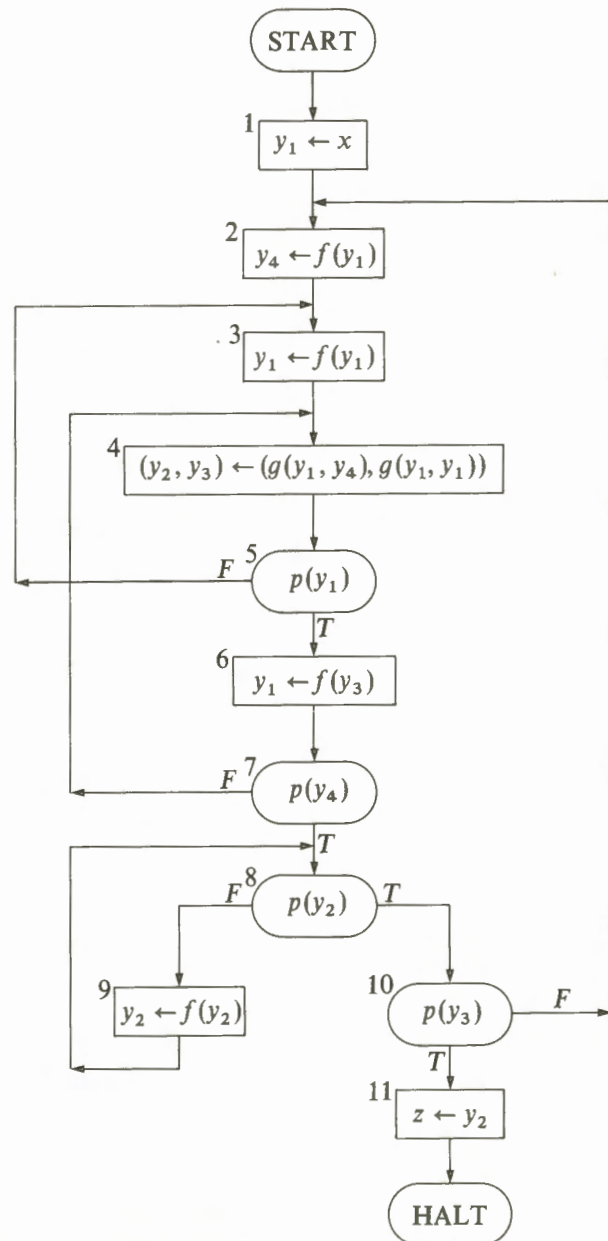 START
1
y₁ ← x
2
y₄ ← f(y₁)
3
y₁ ← f(y₁)
4
(y₂, y₃) ← (g(y₁, y₄), g(y₁, y₁))
5
F
p(y₁)
T
6
y₁ ← f(y₃)
7
F
p(y₄)
T
8
F
p(y₂)
T
9
y₂ ← f(y₂)
10
p(y₃)
F
T
11
z ← y₂
HALT